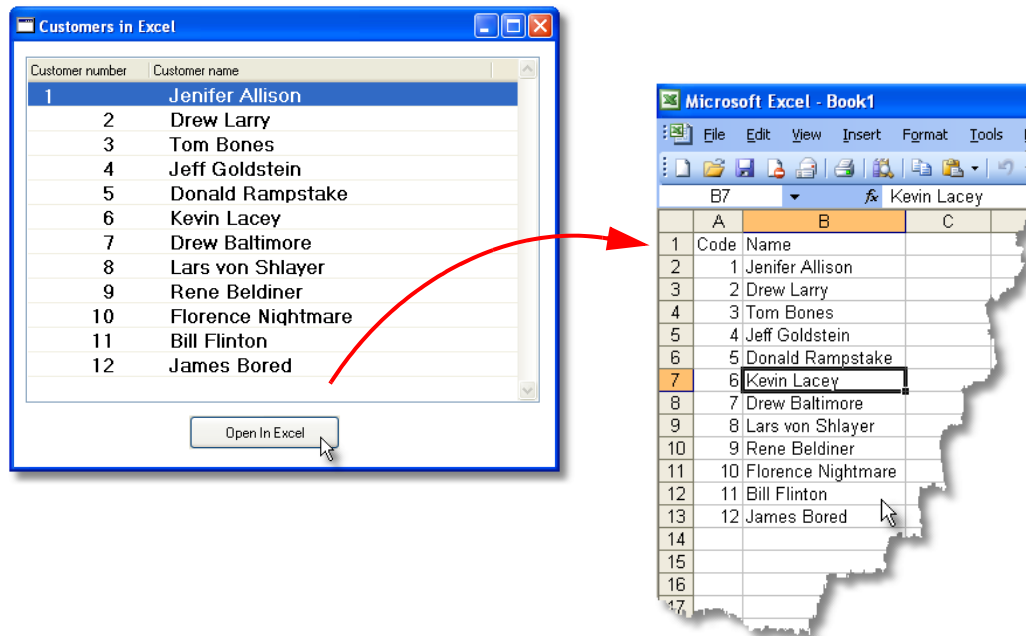 Customers in Excel
Customer number Customer name
1 Jenifer Allison
2 Drew Larry
3 Tom Bones
4 Jeff Goldstein
5 Donald Rampstake
6 Kevin Lacey
7 Drew Baltimore
8 Lars von Shlayer
9 Rene Beldiner
10 Florence Nightmare
11 Bill Flinton
12 James Bored
Open In Excel
Microsoft Excel - Book1
File Edit View Insert Format Tools
B7 fx Kevin Lacey
A B C
1 Code Name
2 1 Jenifer Allison
3 2 Drew Larry
4 3 Tom Bones
5 4 Jeff Goldstein
6 5 Donald Rampstake
7 6 Kevin Lacey
8 7 Drew Baltimore
9 8 Lars von Shlayer
10 9 Rene Beldiner
11 10 Florence Nightmare
12 11 Bill Flinton
13 12 James Bored
14
15
16
17